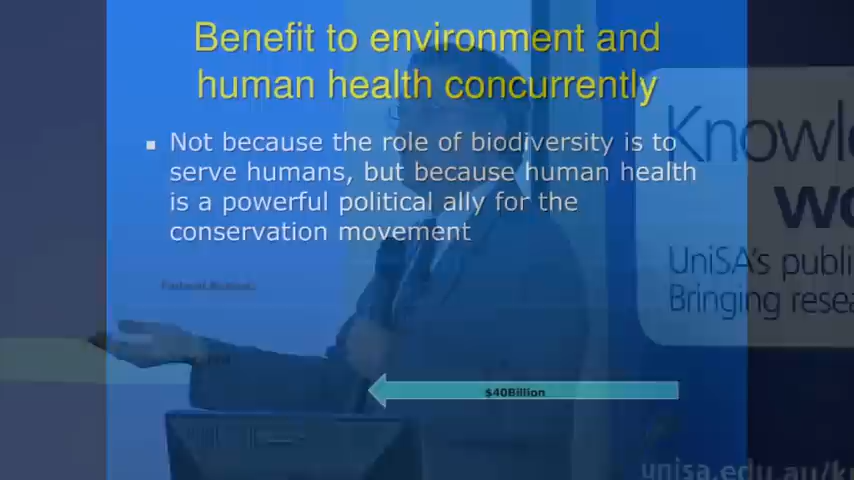 Benefit to environment and
human health concurrently
Not because the role of biodiversity is to
serve humans, but because human health
is a powerful political ally for the
conservation movement
$40Billion
Knowle
wo
UniSA's publi
Bringing resea
unisa.edu.au/k